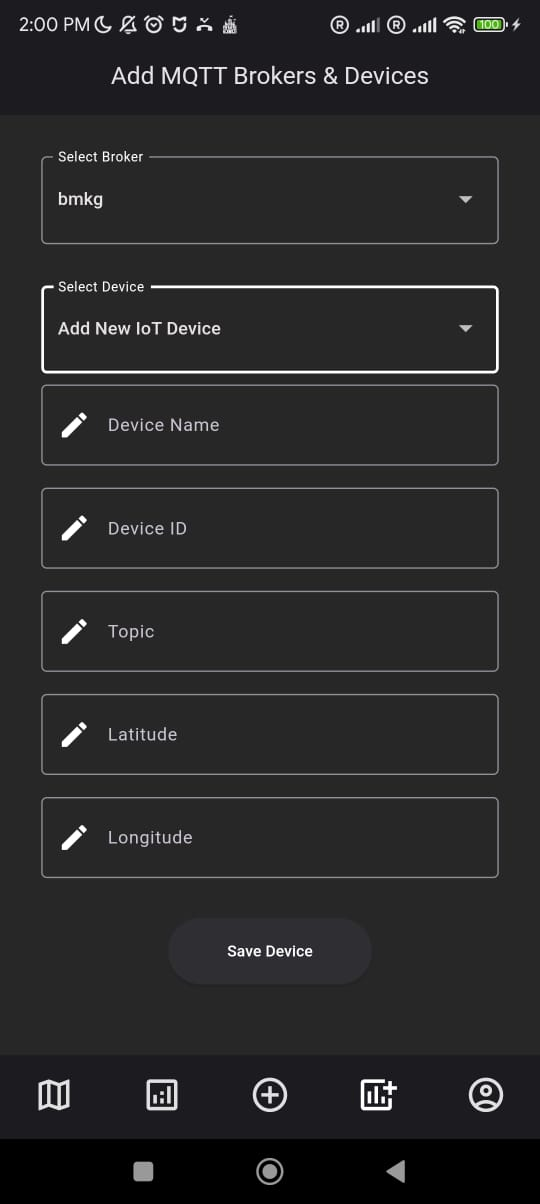 2:00 PM
R R 100
Add MQTT Brokers & Devices
Select Broker
bmkg
Select Device
Add New IoT Device
Device Name
Device ID
Topic
Latitude
Longitude
Save Device